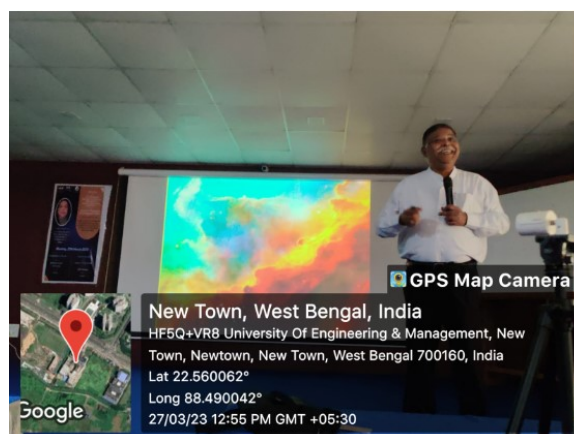 GPS Map Camera
New Town, West Bengal, India
HF5Q+VR8 University Of Engineering & Management, New
Town, Newtown, New Town, West Bengal 700160, India
Lat 22.560062°
Long 88.490042°
27/03/23 12:55 PM GMT +05:30
Google